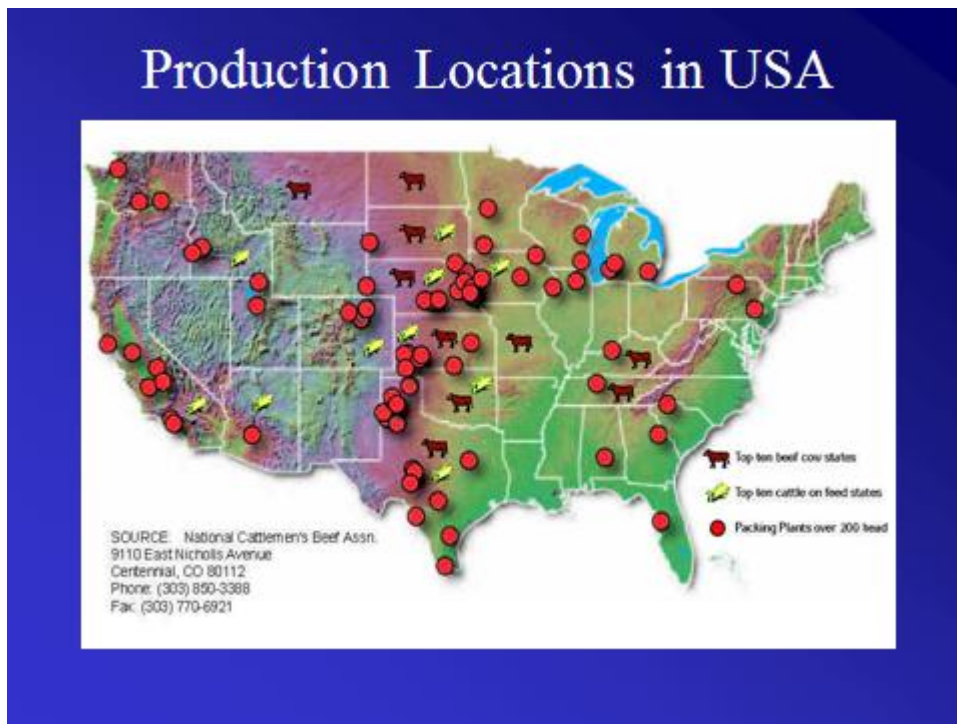 Production Locations in USA
Top ten beef cow states
Top ten cattle on feed states
Packing Plants over 200 head
SOURCE: National Cattlemen's Beef Assn.
9110 East Nicholls Avenue
Centennial, CO 80112
Phone: (303) 850-3388
Fax: (303) 770-6921